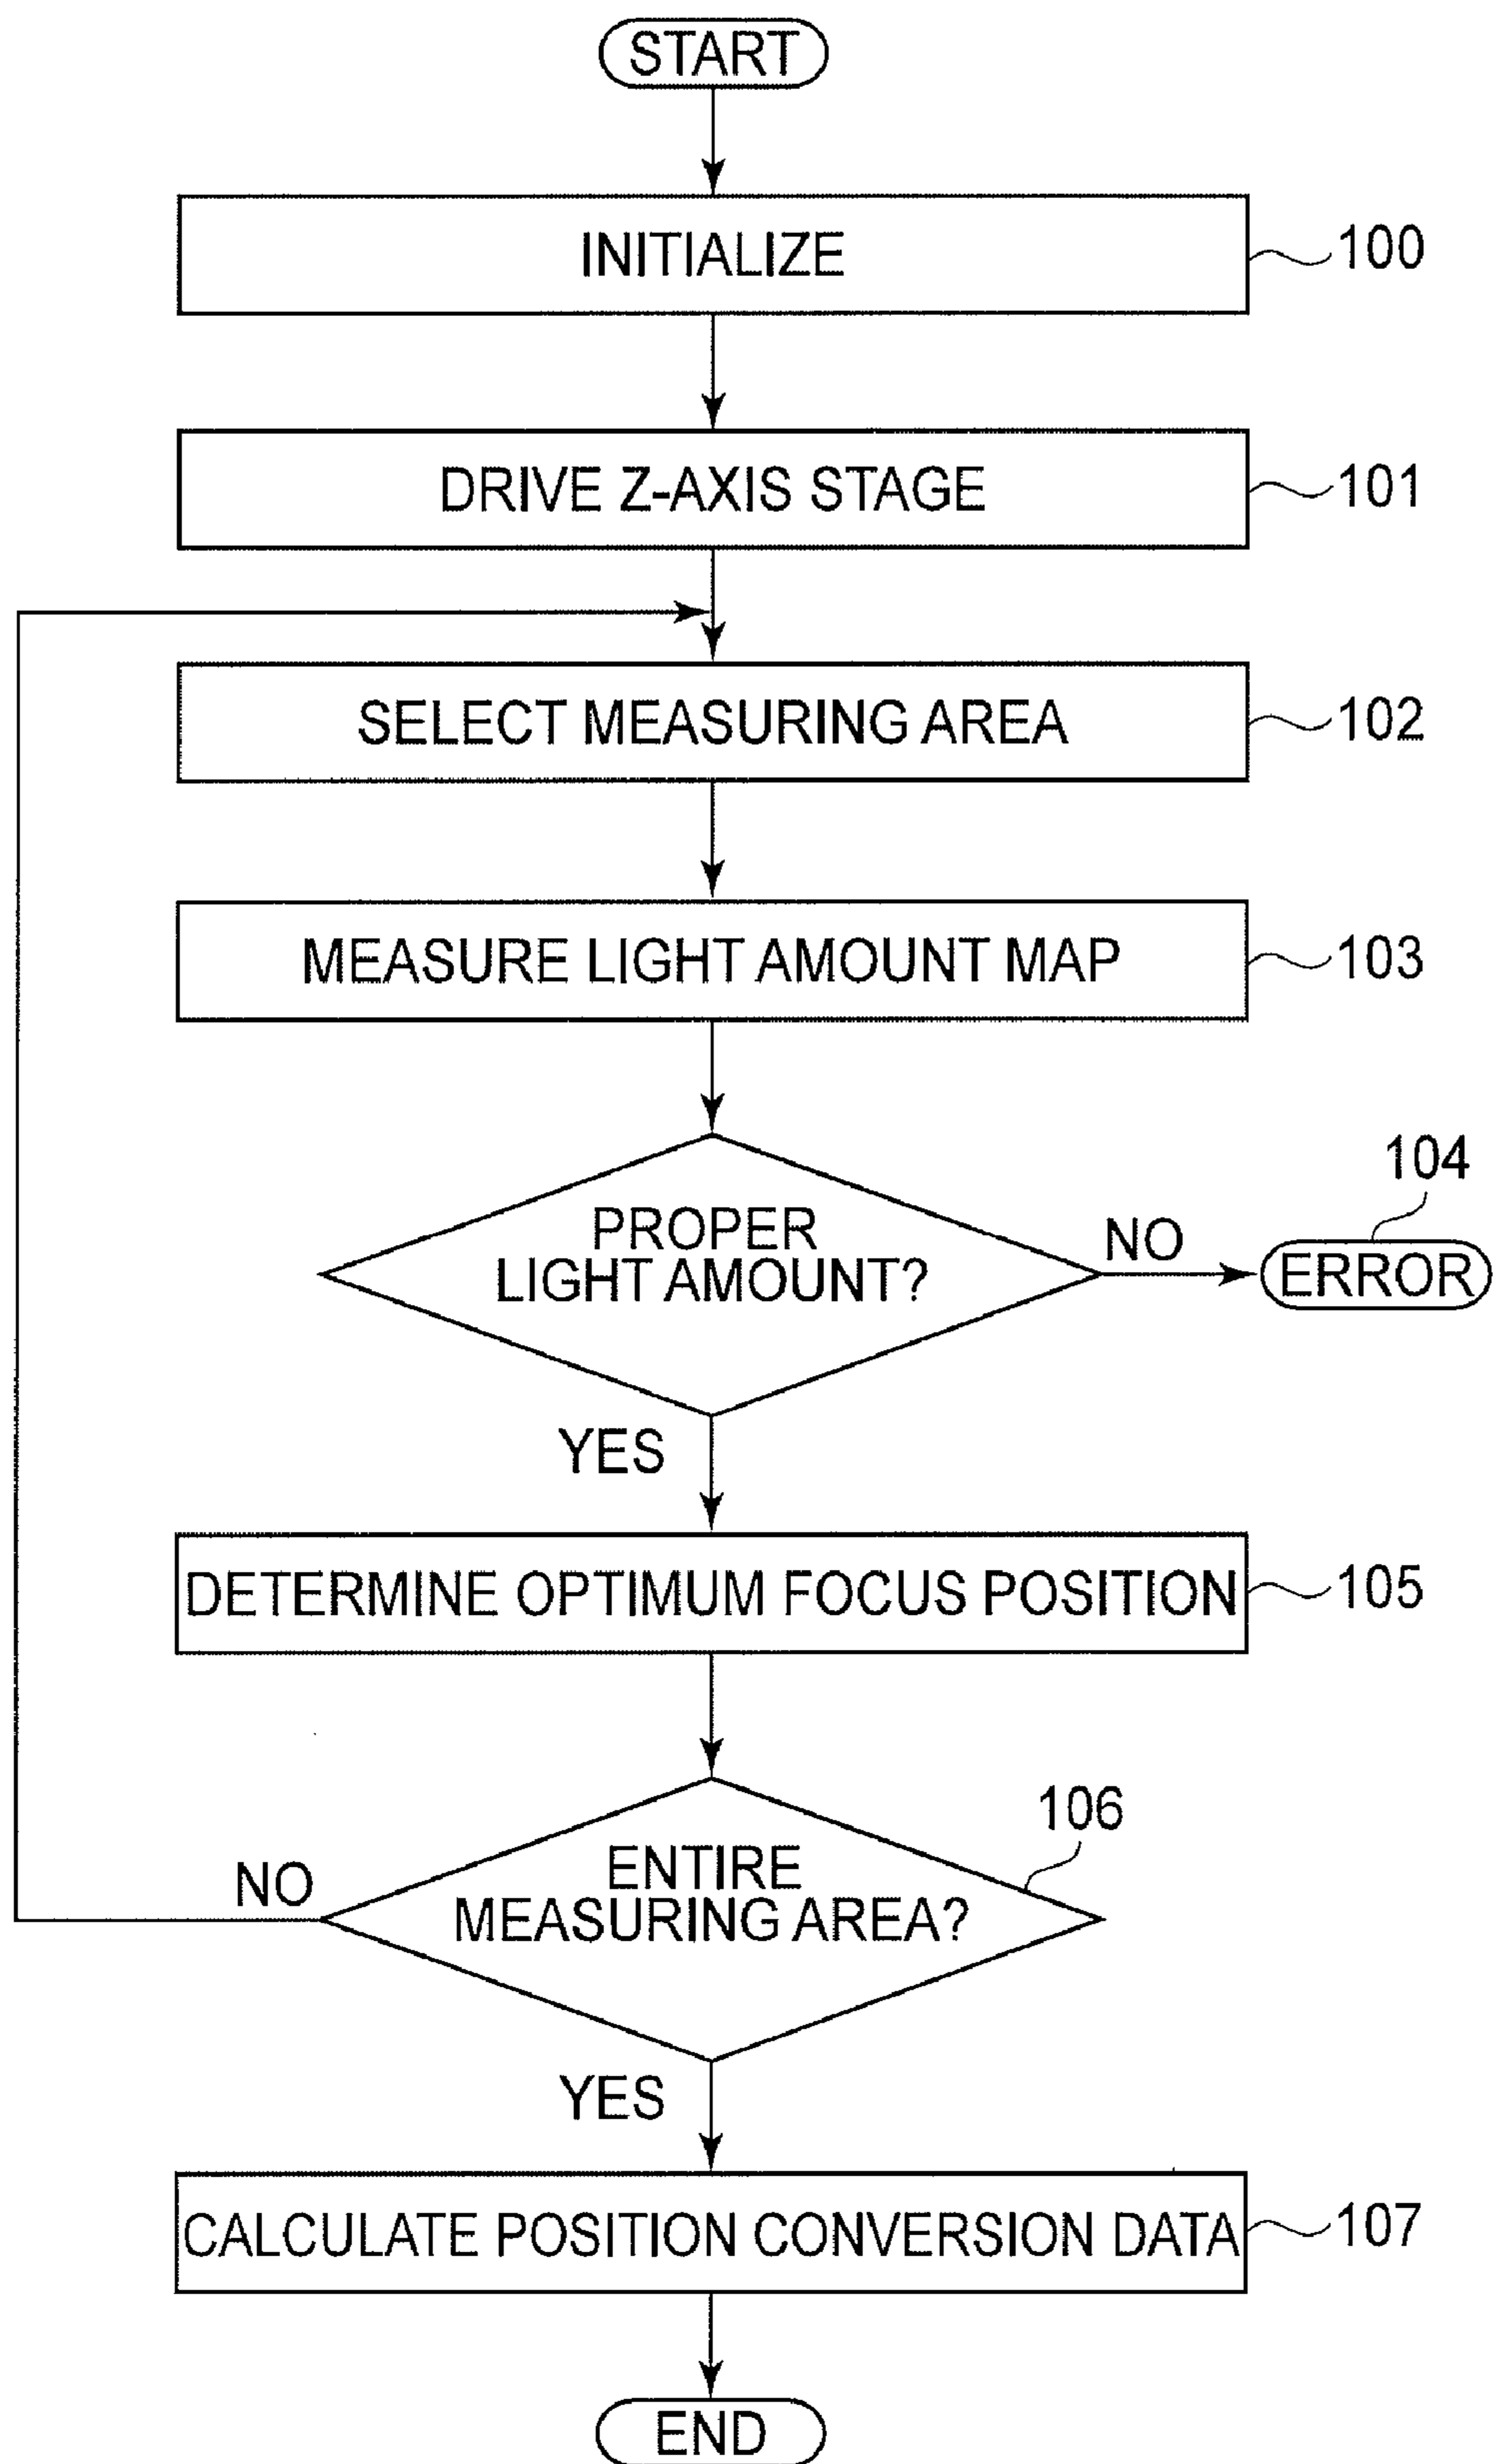 START
INITIALIZE
100
DRIVE Z-AXIS STAGE
101
SELECT MEASURING AREA
102
MEASURE LIGHT AMOUNT MAP
103
PROPER
LIGHT AMOUNT?
NO
104
ERROR
YES
DETERMINE OPTIMUM FOCUS POSITION
105
106
ENTIRE
MEASURING AREA?
NO
YES
CALCULATE POSITION CONVERSION DATA
107
END